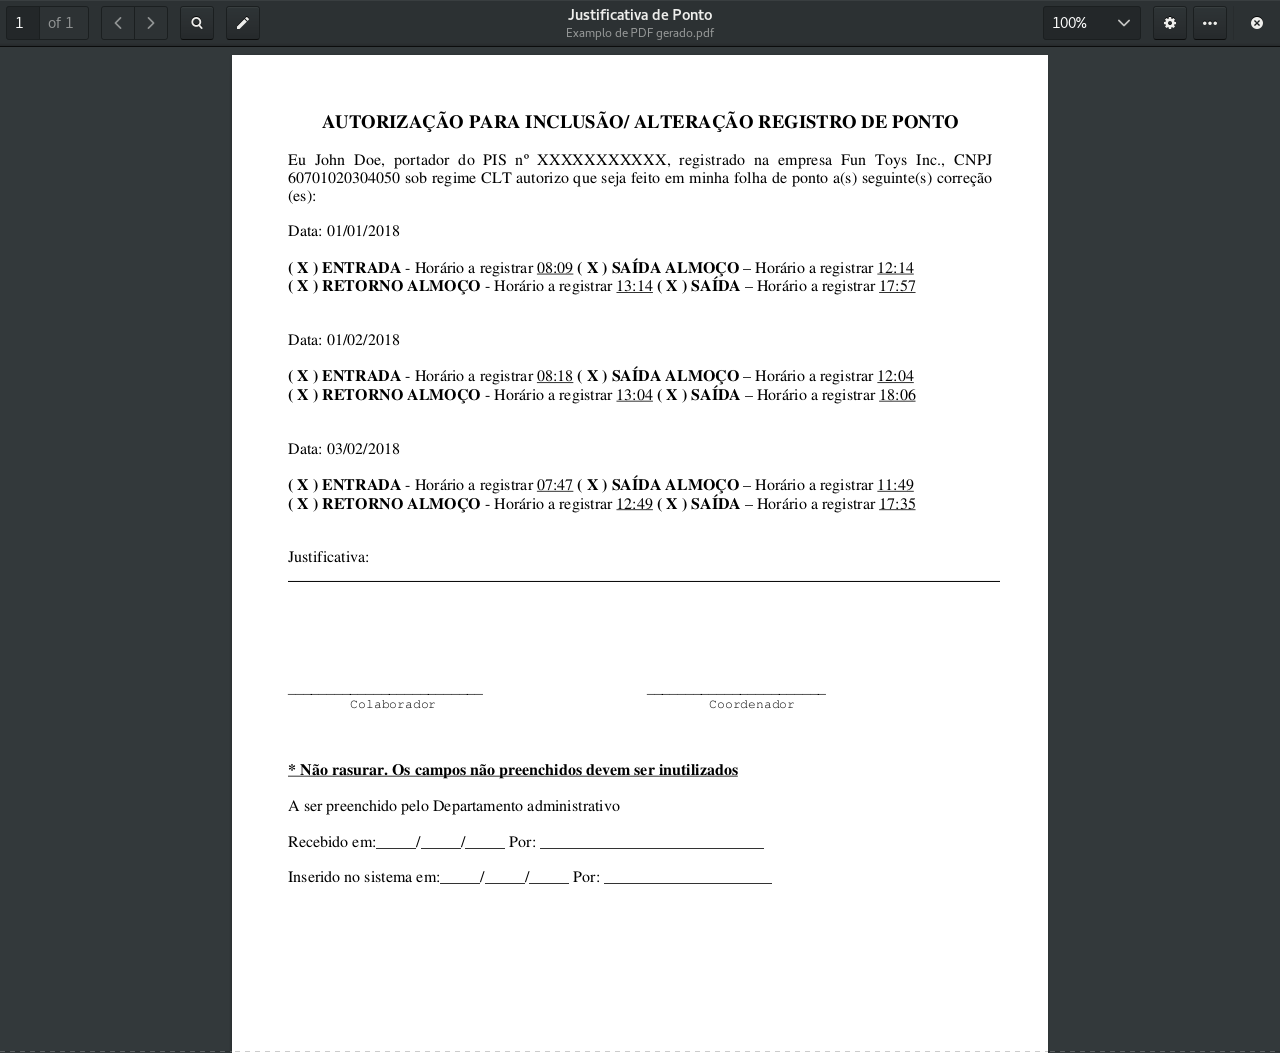 1 of 1
Justificativa de Ponto
Examplo de PDF gerado.pdf
100%
AUTORIZAÇÃO PARA INCLUSÃO/ ALTERAÇÃO REGISTRO DE PONTO
Eu John Doe, portador do PIS nº XXXXXXXXXXX, registrado na empresa Fun Toys Inc., CNPJ
60701020304050 sob regime CLT autorizo que seja feito em minha folha de ponto a(s) seguinte(s) correção
(es):
Data: 01/01/2018
( X ) ENTRADA - Horário a registrar 08:09 ( X ) SAÍDA ALMOÇO – Horário a registrar 12:14
( X ) RETORNO ALMOÇO - Horário a registrar 13:14 ( X ) SAÍDA – Horário a registrar 17:57
Data: 01/02/2018
( X ) ENTRADA - Horário a registrar 08:18 ( X ) SAÍDA ALMOÇO – Horário a registrar 12:04
( X ) RETORNO ALMOÇO - Horário a registrar 13:04 ( X ) SAÍDA – Horário a registrar 18:06
Data: 03/02/2018
( X ) ENTRADA - Horário a registrar 07:47 ( X ) SAÍDA ALMOÇO – Horário a registrar 11:49
( X ) RETORNO ALMOÇO - Horário a registrar 12:49 ( X ) SAÍDA – Horário a registrar 17:35
Justificativa:
_________________________ _______________________
Colaborador Coordenador
* Não rasurar. Os campos não preenchidos devem ser inutilizados
A ser preenchido pelo Departamento administrativo
Recebido em:_____/_____/_____ Por: ____________________________
Inserido no sistema em:_____/_____/_____ Por: _____________________